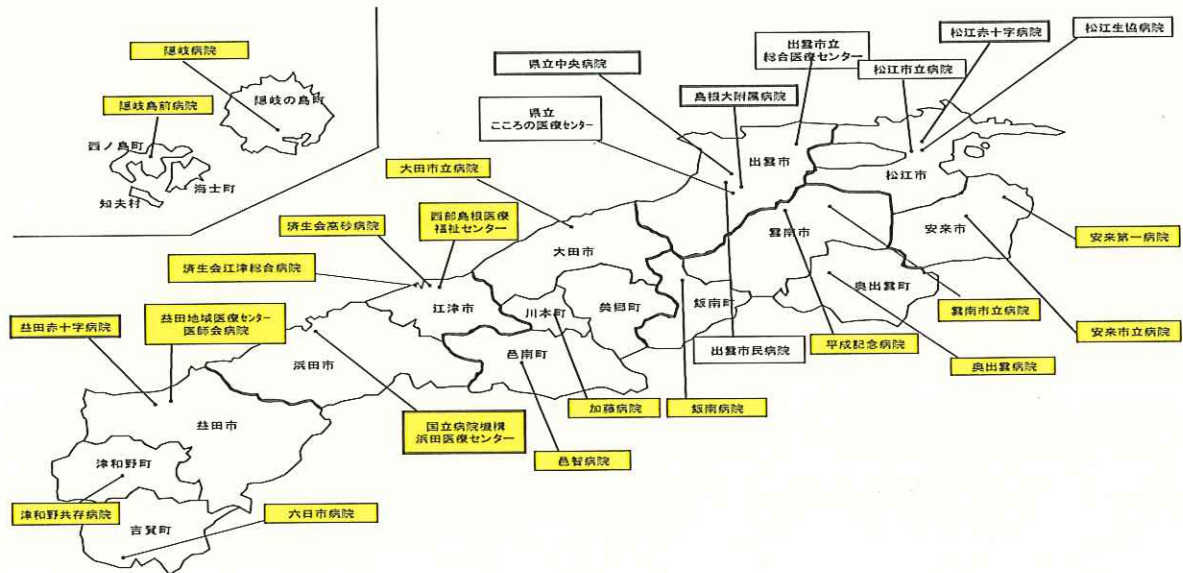 隠岐病院
隠岐の島町
隠岐島前病院
西ノ島町
海士町
知夫村
県立中央病院
県立
こころの医療センター
島根大附属病院
出雲市立
総合医療センター
松江赤十字病院
松江市立病院
松江生協病院
出雲市
松江市
大田市立病院
西部島根医療
福祉センター
済生会高砂病院
済生会江津総合病院
大田市
雲南市
安来市
安来第一病院
益田赤十字病院
益田地域医療センター
医師会病院
江津市
川本町
美郷町
飯南町
奥出雲町
雲南市立病院
浜田市
邑南町
出雲市民病院
平成記念病院
安来市立病院
奥出雲病院
益田市
国立病院機構
浜田医療センター
加藤病院
飯南病院
邑智病院
津和野町
津和野共存病院
吉賀町
六日市病院